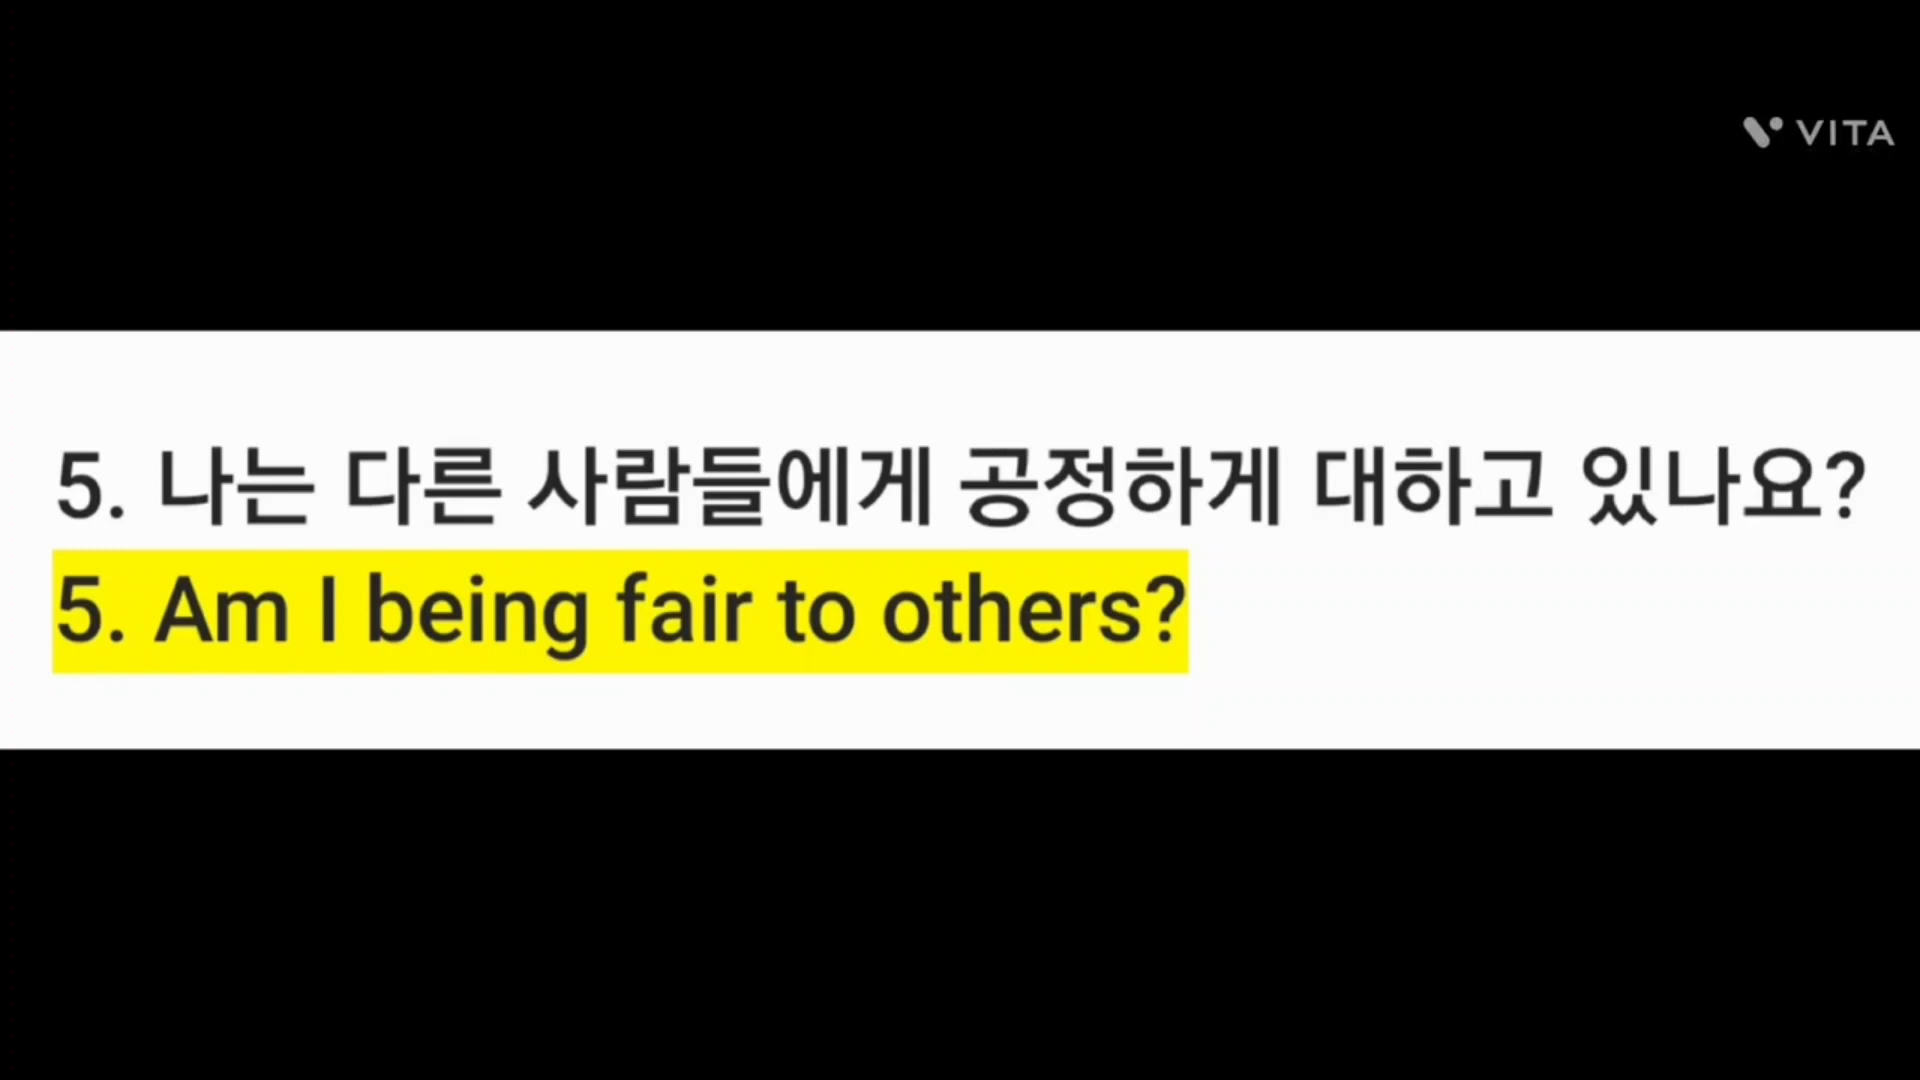 VITA
5. 나는 다른 사람들에게 공정하게 대하고 있나요?
5. Am I being fair to others?